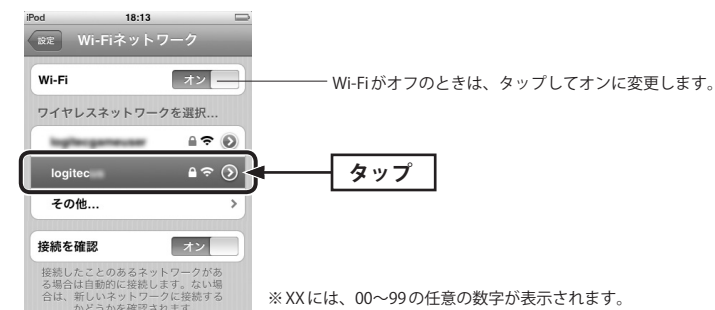 iPod 18:13
設定 Wi-Fiネットワーク
Wi-Fi オン
Wi-Fiがオフのときは、タップしてオンに変更します。
ワイヤレスネットワークを選択...
logitec
タップ
その他...
接続を確認 オン
接続したことのあるネットワークがあ
る場合は自動的に接続します。ない場
合は、新しいネットワークに接続する
かどうかを確認されます
※XXには、00〜99の任意の数字が表示されます。